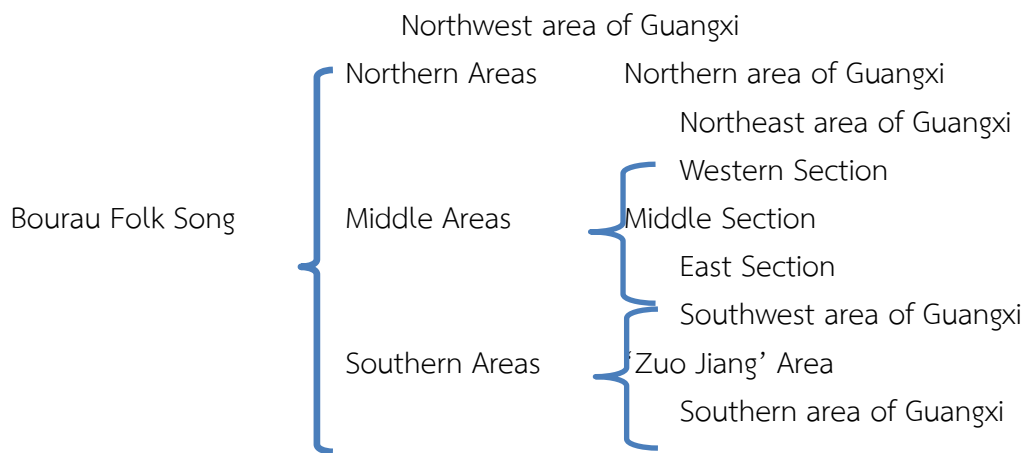 Northwest area of Guangxi
Northern Areas Northern area of Guangxi
Northeast area of Guangxi
Western Section
Bourau Folk Song Middle Areas Middle Section
East Section
Southwest area of Guangxi
Southern Areas ‘Zuo Jiang’ Area
Southern area of Guangxi